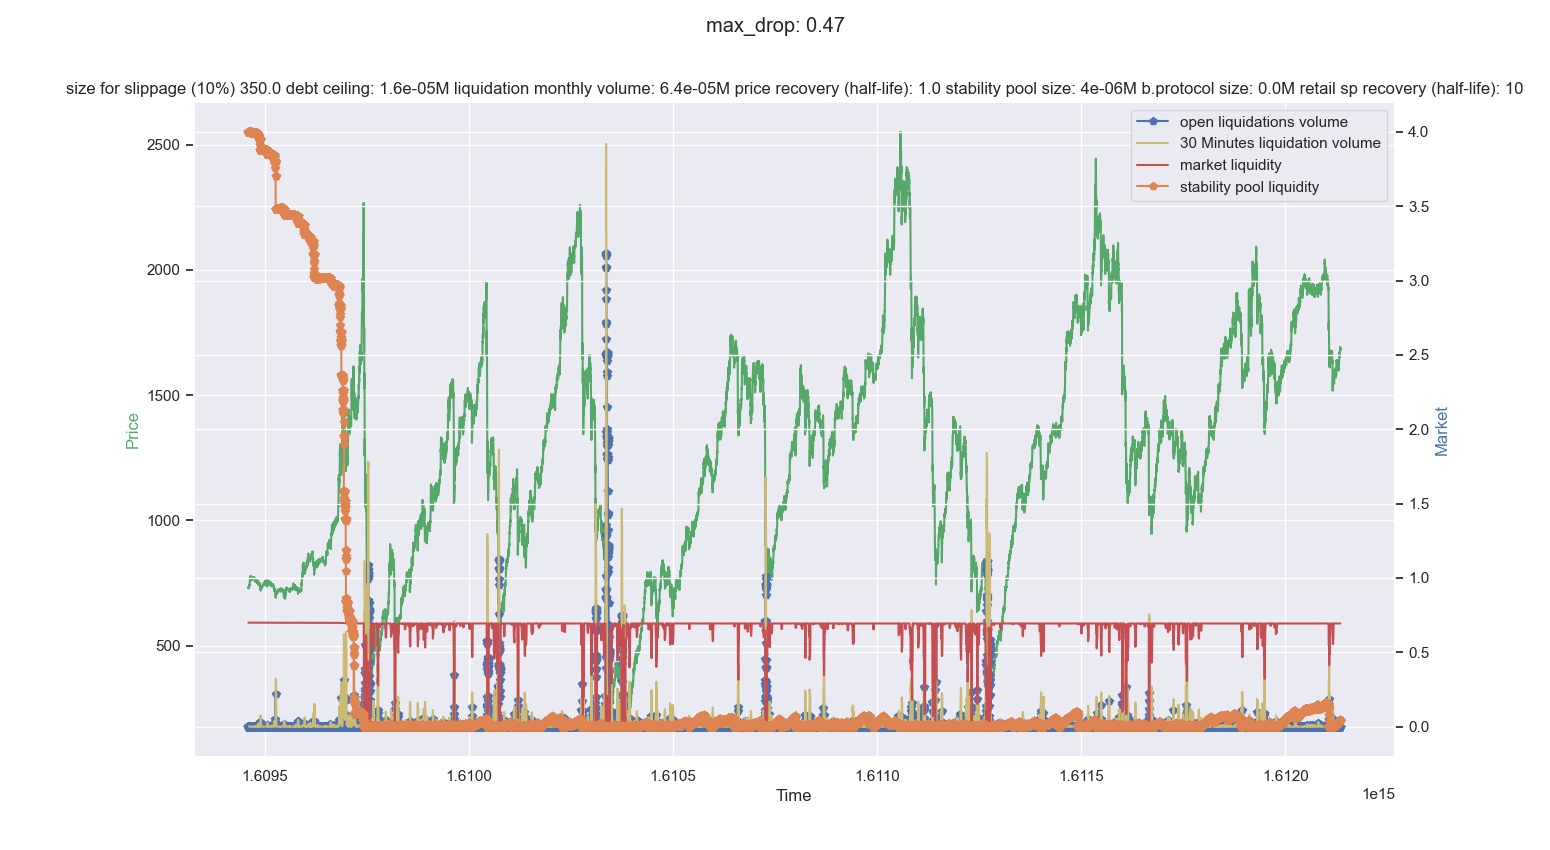 max_drop: 0.47
size for slippage (10%) 350.0 debt ceiling: 1.6e-05M liquidation monthly volume: 6.4e-05M price recovery (half-life): 1.0 stability pool size: 4e-06M b.protocol size: 0.0M retail sp recovery (half-life): 10
open liquidations volume
30 Minutes liquidation volume
market liquidity
stability pool liquidity
2500
2000
1500
1000
500
Price
4.0
3.5
3.0
2.5
2.0
1.5
1.0
0.5
0.0
Market
1.6095 1.6100 1.6105 1.6110 1.6115 1.6120
1e15
Time